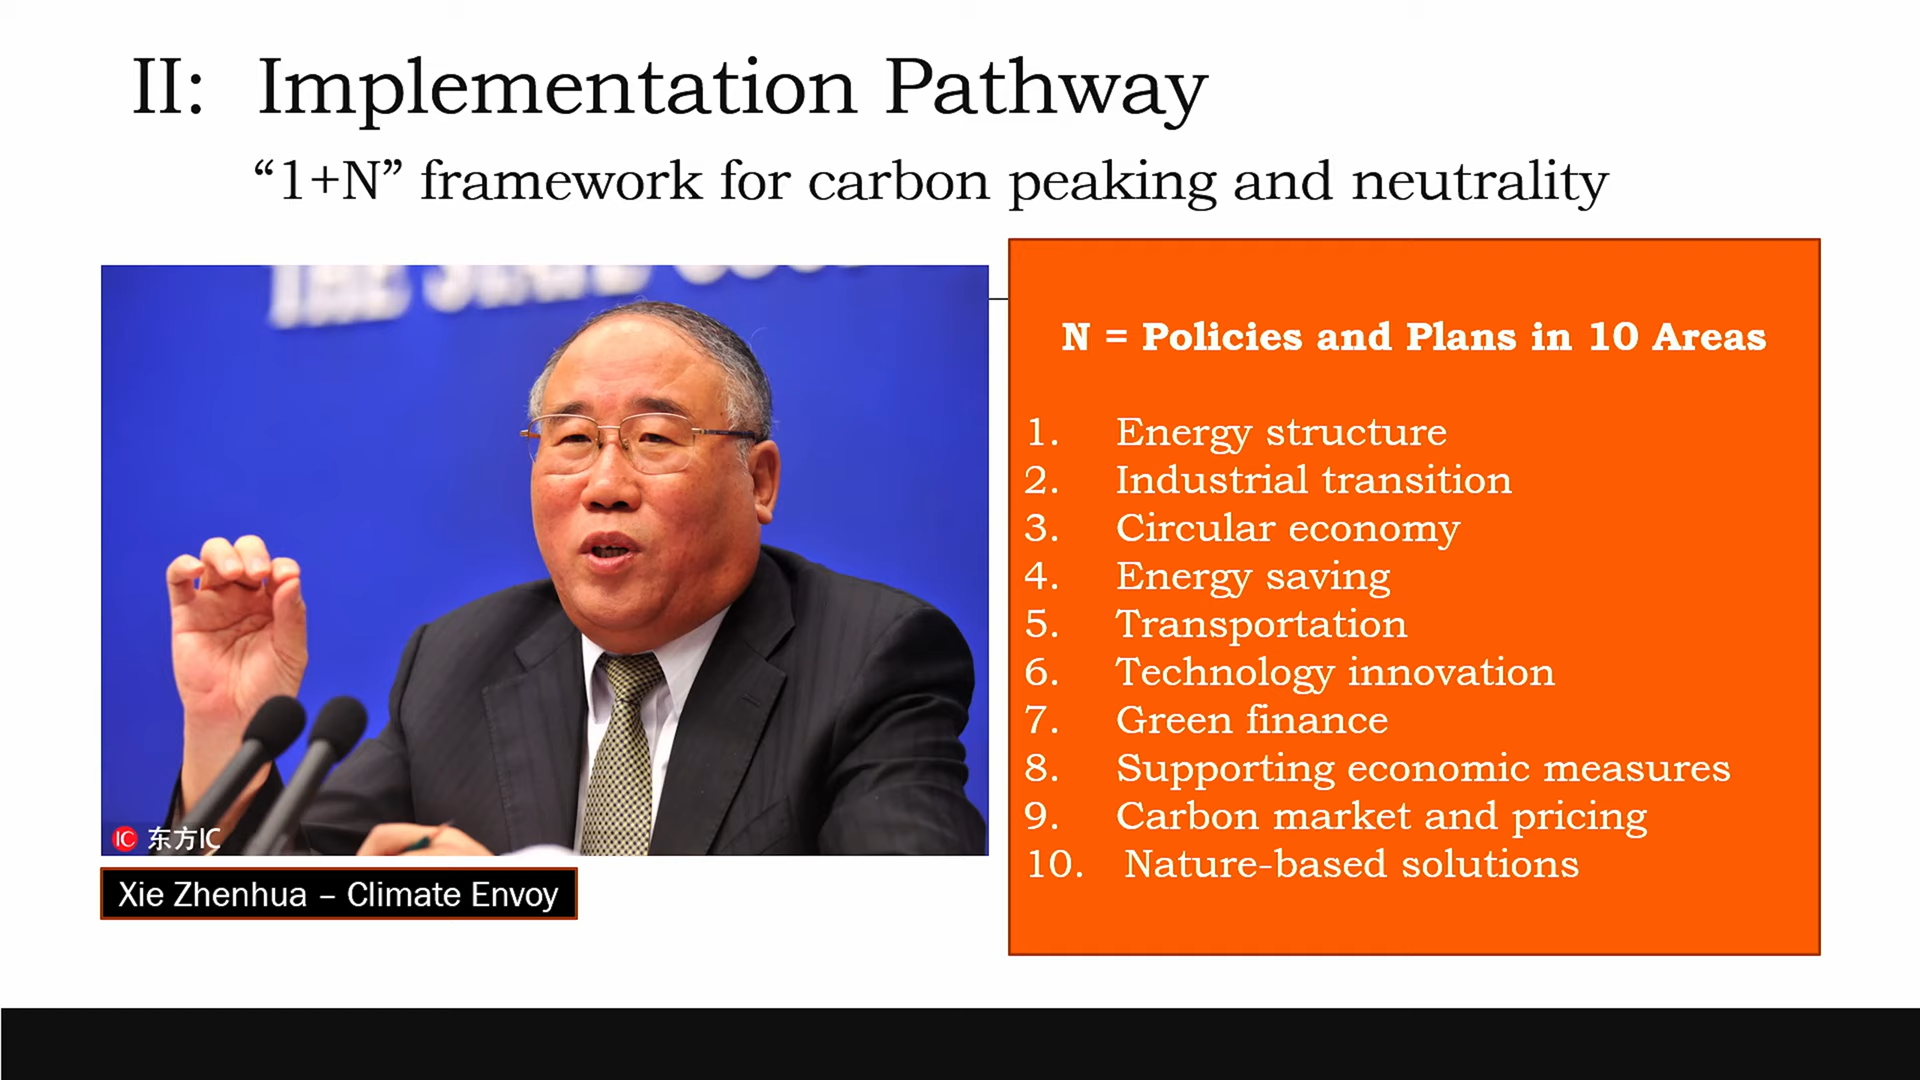 II: Implementation Pathway
“1+N” framework for carbon peaking and neutrality
THE STATE
IC 东方IC
Xie Zhenhua – Climate Envoy
N = Policies and Plans in 10 Areas
1. Energy structure
2. Industrial transition
3. Circular economy
4. Energy saving
5. Transportation
6. Technology innovation
7. Green finance
8. Supporting economic measures
9. Carbon market and pricing
10. Nature-based solutions